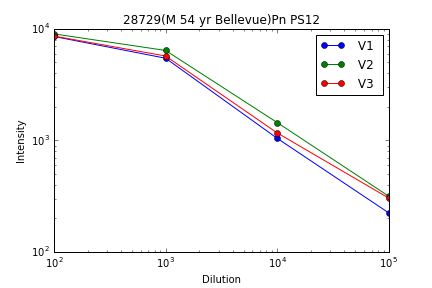 28729(M 54 yr Bellevue)Pn PS12
10^4
10^3
10^2
Intensity
V1
V2
V3
10^2 10^3 10^4 10^5
Dilution